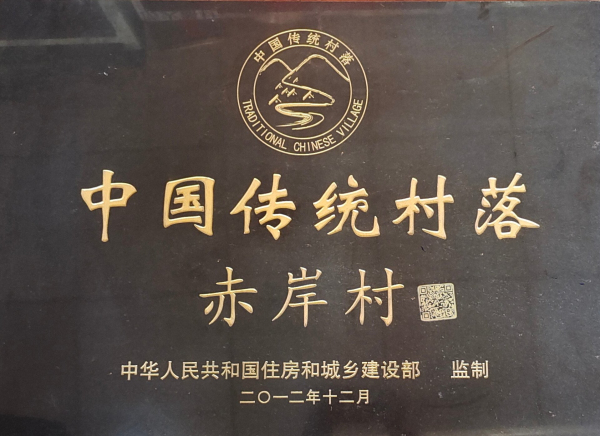 中国传统村落
TRADITIONAL CHINESE VILLAGE
中国传统村落
赤岸村
中华人民共和国住房和城乡建设部 监制
二〇一二年十二月